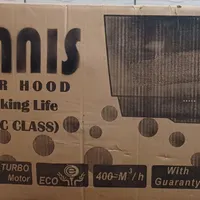 NNIS
R HOOD
king Life
C CLASS)
TURBO
Motor
ECO
400=M³/h
With
Guaranty